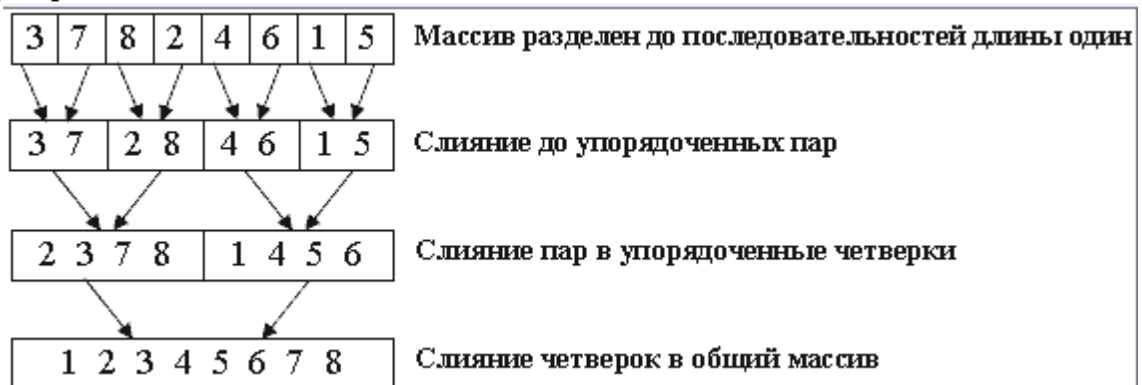 3 7 8 2 4 6 1 5 Массив разделен до последовательностей длины один
3 7 2 8 4 6 1 5 Слияние до упорядоченных пар
2 3 7 8 1 4 5 6 Слияние пар в упорядоченные четверки
1 2 3 4 5 6 7 8 Слияние четверок в общий массив